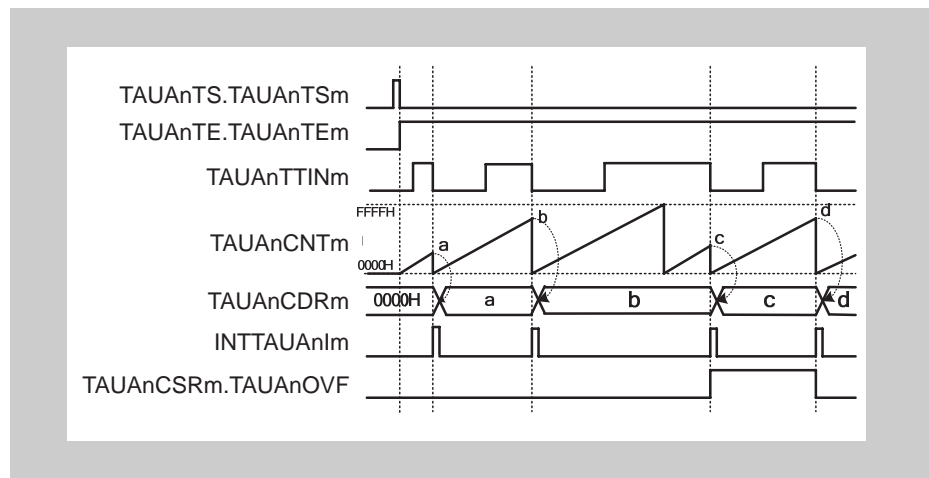 TAUAnTS.TAUAnTSm
TAUAnTE.TAUAnTEm
TAUAnTTINm
FFFFH
TAUAnCNTm
0000H
a
b
c
d
TAUAnCDRm
0000H a b c d
INTTAUAnIm
TAUAnCSRm.TAUAnOVF